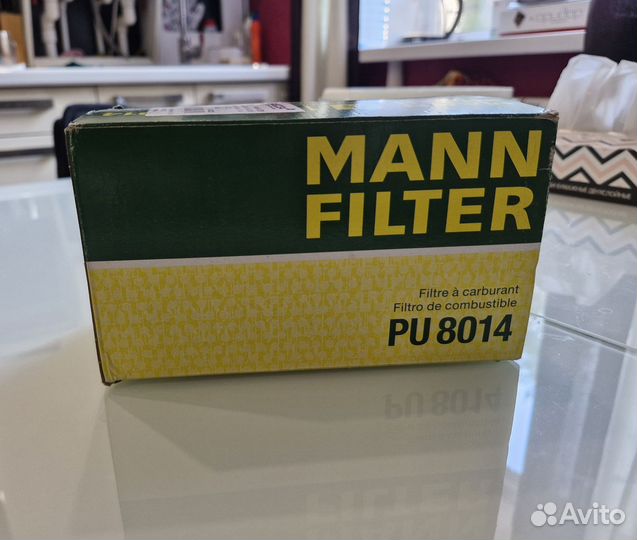 MANN
FILTER
Filtre à carburant
Filtro de combustible
PU 8014
Avito